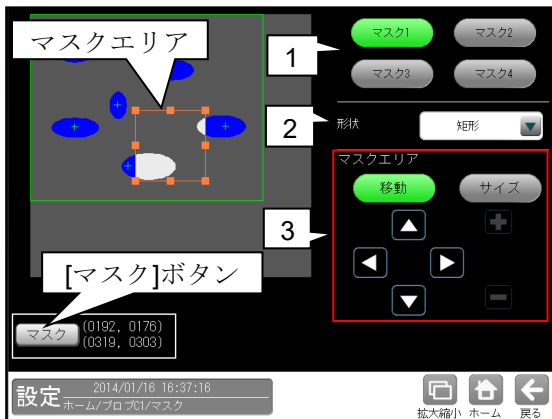 マスクエリア
1
マスク1
マスク2
マスク3
マスク4
2
形状
矩形
マスクエリア
移動
サイズ
3
[マスク]ボタン
マスク
(0192, 0176)
(0319, 0303)
設定
2014/01/16 16:37:16
ホーム/ブロブC1/マスク
拡大縮小
ホーム
戻る